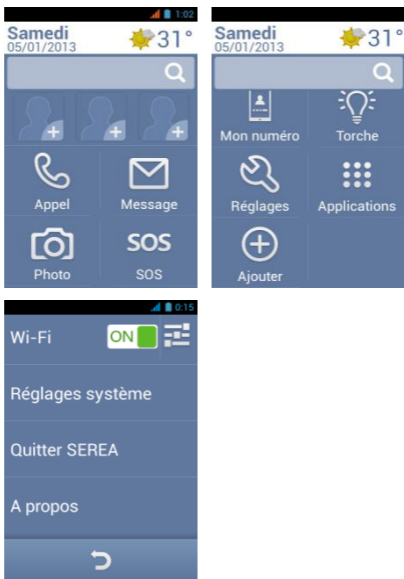 1:02
Samedi
05/01/2013
31°
Appel
Message
SOS
Photo
SOS
Samedi
05/01/2013
31°
Mon numéro
Torche
Réglages
Applications
Ajouter
0:15
Wi-Fi
ON
Réglages système
Quitter SEREA
A propos